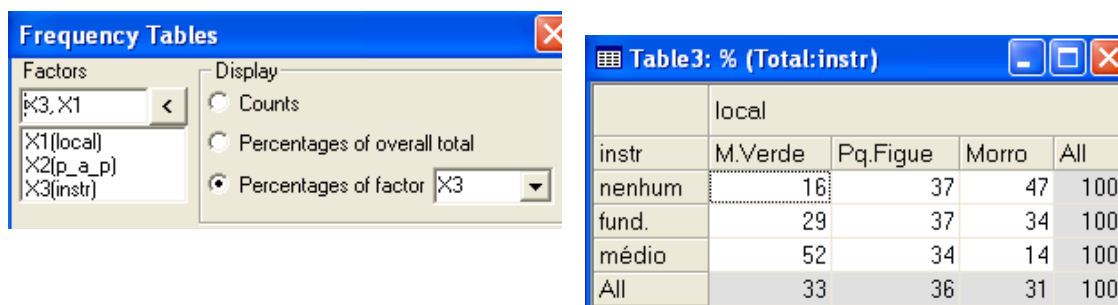 Frequency Tables
Factors
X3, X1 <
X1(local)
X2(p_a_p)
X3(instr)
Display
Counts
Percentages of overall total
Percentages of factor X3
Table3: % (Total:instr)
local
instr M.Verde Pq.Figue Morro All
nenhum 16 37 47 100
fund. 29 37 34 100
médio 52 34 14 100
All 33 36 31 100